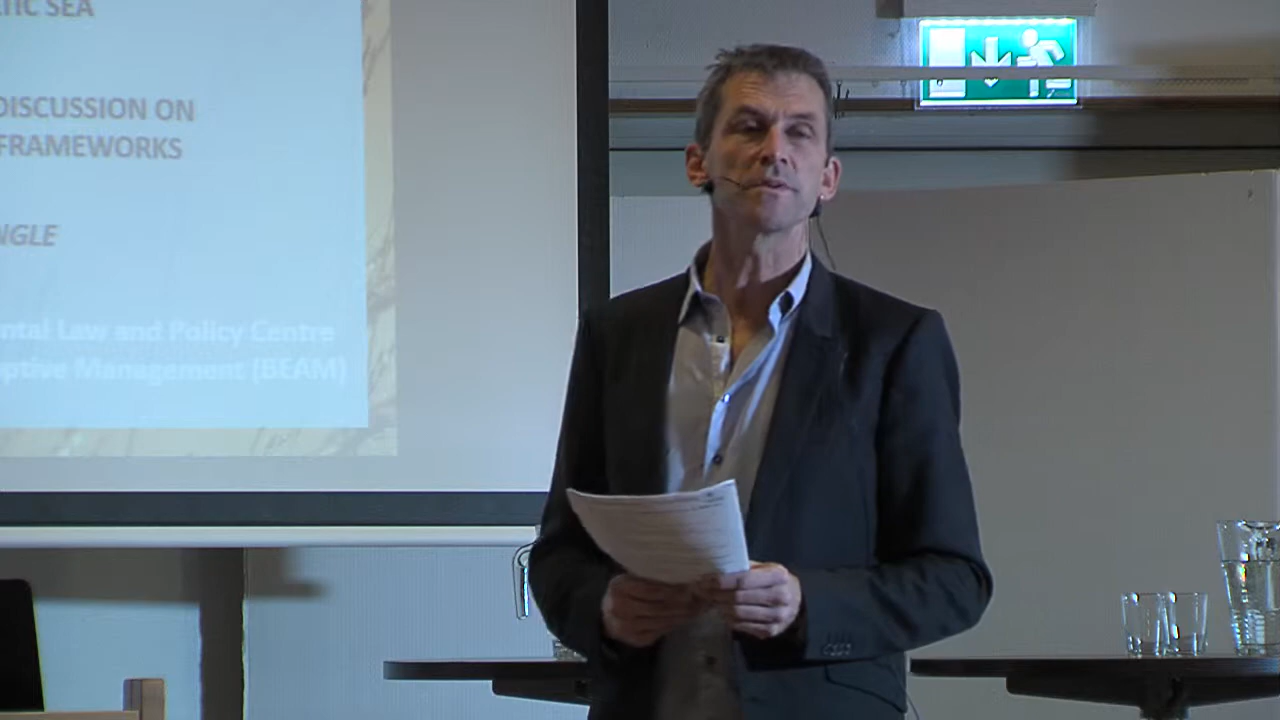 TIC SEA
DISCUSSION ON
FRAMEWORKS
NGLE
ntal Law and Policy Centre
ptive Management (BEAM)